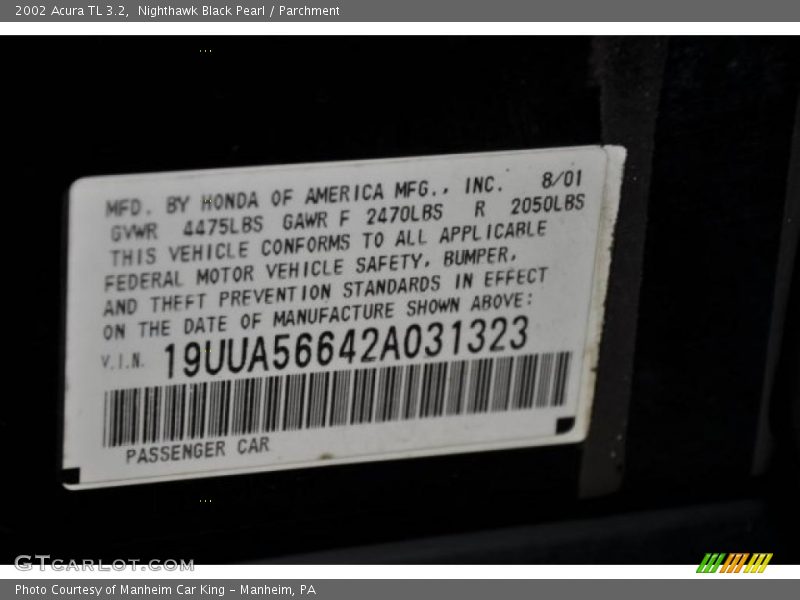 2002 Acura TL 3.2,  Nighthawk Black Pearl / Parchment
MFD. BY HONDA OF AMERICA MFG., INC.   8/01
GVWR  4475LBS  GAWR F  2470LBS   R  2050LBS
THIS VEHICLE CONFORMS TO ALL APPLICABLE
FEDERAL MOTOR VEHICLE SAFETY, BUMPER,
AND THEFT PREVENTION STANDARDS IN EFFECT
ON THE DATE OF MANUFACTURE SHOWN ABOVE:
V.I.N. 19UUA56642A031323
PASSENGER CAR
GTCARLOT.COM
Photo Courtesy of Manheim Car King - Manheim, PA